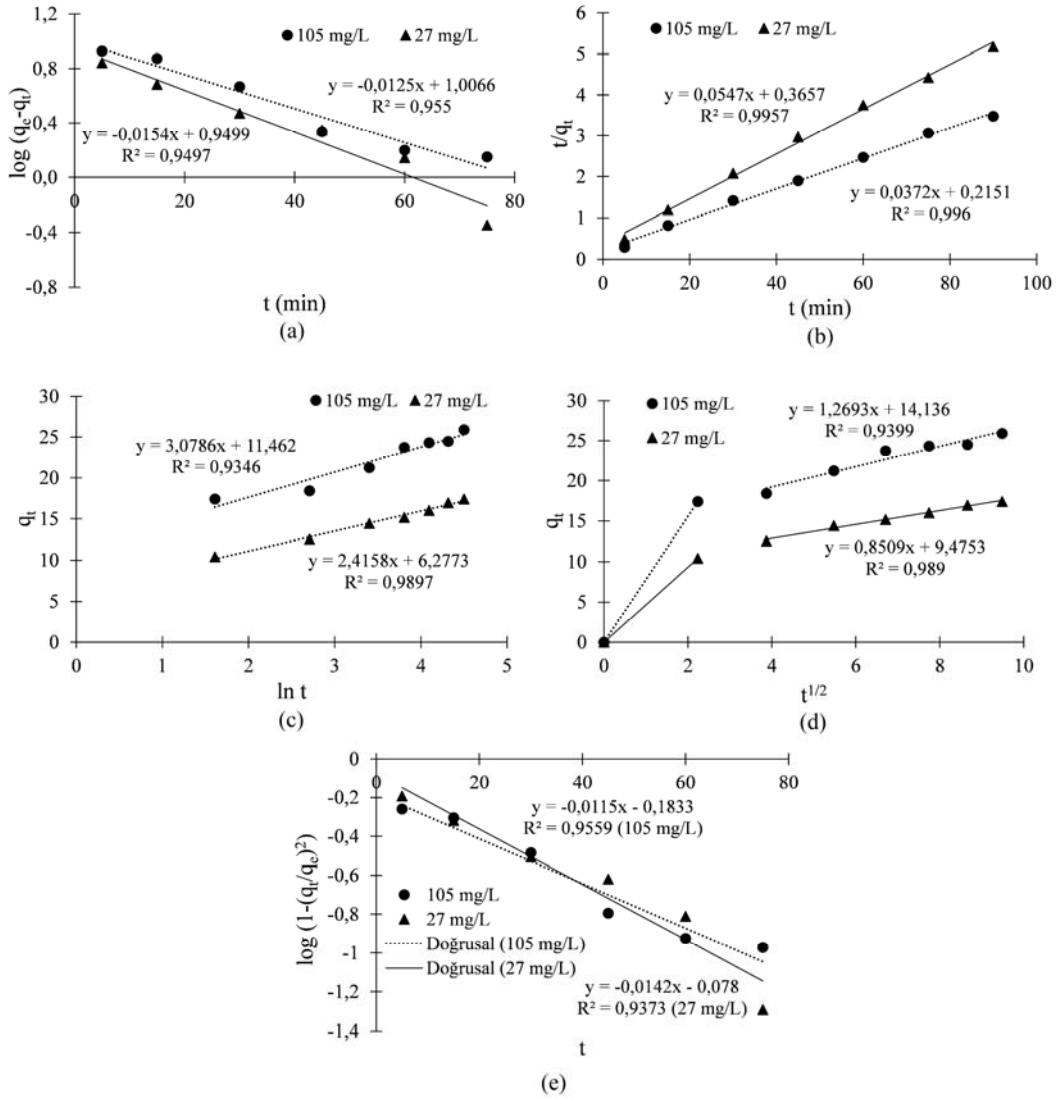 1,2
105 mg/L 27 mg/L
0,8
y = -0,0125x + 1,0066
R² = 0,955
0,4
y = -0,0154x + 0,9499
R² = 0,9497
0,0
0 20 40 60 80
-0,4
-0,8
log (qe-qt)
t (min)
(a)
6
105 mg/L 27 mg/L
5
y = 0,0547x + 0,3657
R² = 0,9957
4
3
2
y = 0,0372x + 0,2151
R² = 0,996
1
0
0 20 40 60 80 100
t/qt
t (min)
(b)
30
105 mg/L 27 mg/L
25
y = 3,0786x + 11,462
R² = 0,9346
20
15
10
y = 2,4158x + 6,2773
R² = 0,9897
5
0
0 1 2 3 4 5
qt
ln t
(c)
30
105 mg/L
27 mg/L
y = 1,2693x + 14,136
R² = 0,9399
25
20
15
10
y = 0,8509x + 9,4753
R² = 0,989
5
0
0 2 4 6 8 10
qt
t1/2
(d)
0
0 20 40 60 80
-0,2
y = -0,0115x - 0,1833
R² = 0,9559 (105 mg/L)
-0,4
-0,6
105 mg/L
27 mg/L
-0,8
Doğrusal (105 mg/L)
-1
Doğrusal (27 mg/L)
y = -0,0142x - 0,078
R² = 0,9373 (27 mg/L)
-1,2
-1,4
log (1-(qt/qe)²)
t
(e)